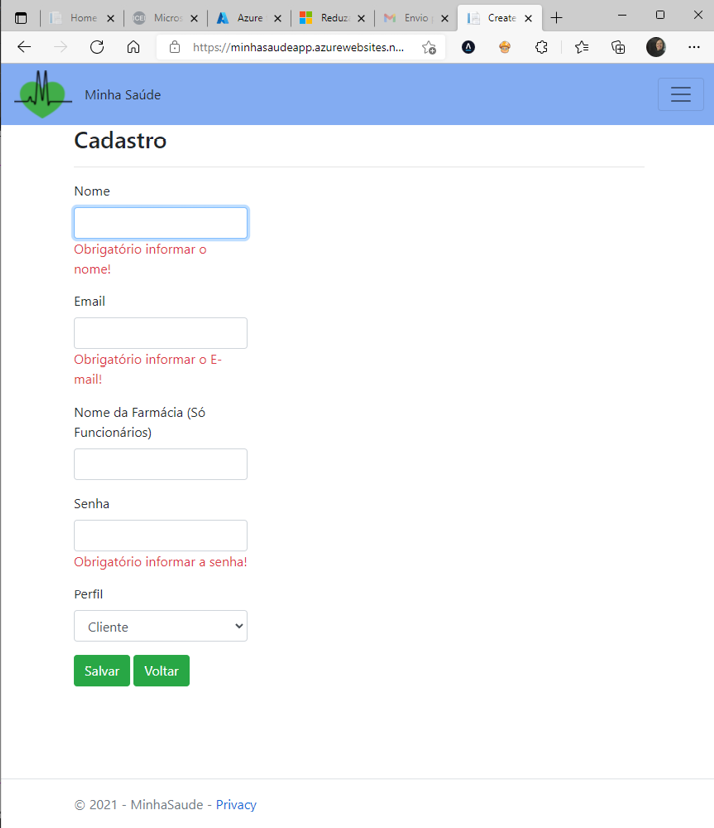 Home
Micros
Azure
Reduz
Envio
Create
https://minhasaudeapp.azurewebsites.n...
Minha Saúde
Cadastro
Nome
Obrigatório informar o
nome!
Email
Obrigatório informar o E-
mail!
Nome da Farmácia (Só
Funcionários)
Senha
Obrigatório informar a senha!
Perfil
Cliente
Salvar Voltar
© 2021 - MinhaSaude - Privacy